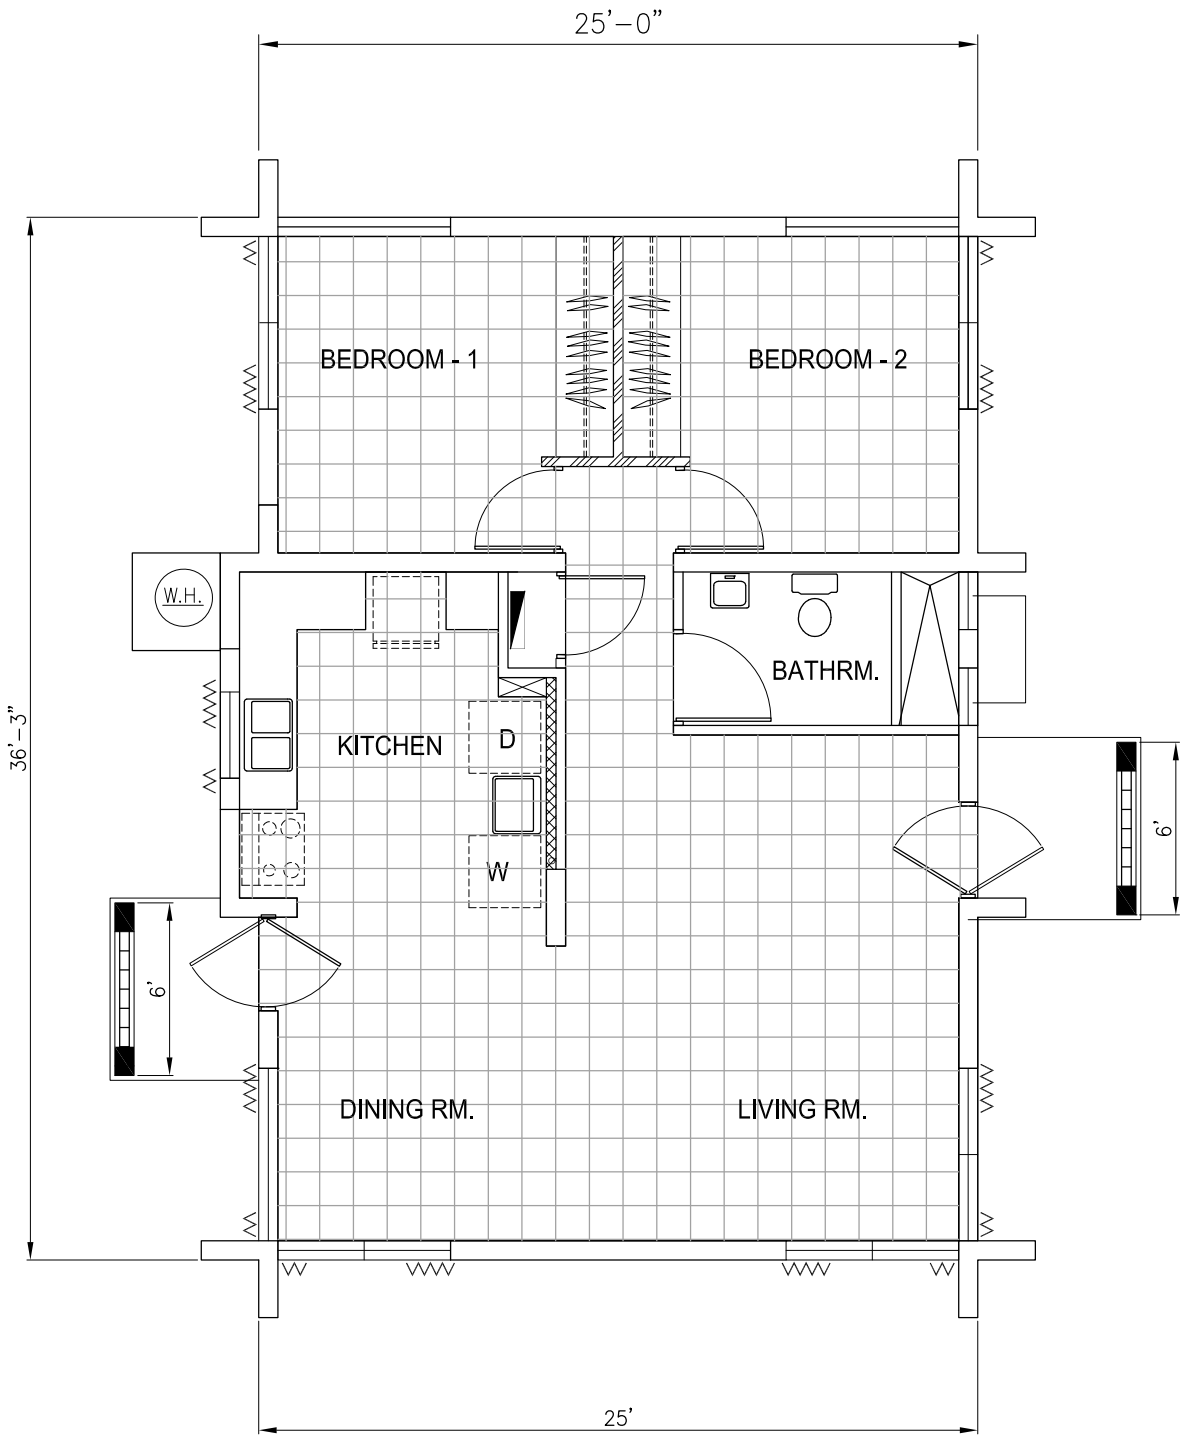 25'-0"
BEDROOM - 1
BEDROOM - 2
W.H.
BATHRM.
36'-3"
KITCHEN
D
6'
W
6'
DINING RM.
LIVING RM.
25'